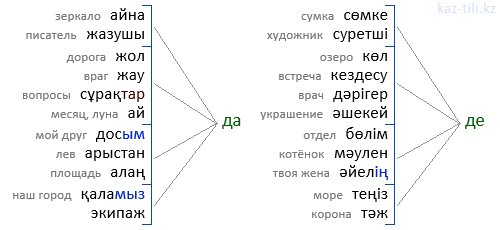 kaz-tili.kz
зеркало айна
писатель жазушы
дорога жол
враг жау
вопросы сұрақтар
месяц, луна ай
мой друг досым
лев арыстан
площадь алаң
наш город қаламыз
экипаж
да
сумка сөмке
художник суретші
озеро көл
встреча кездесу
врач дәрігер
украшение әшекей
отдел бөлім
котёнок мәулен
твоя жена әйелің
море теңіз
корона тәж
де